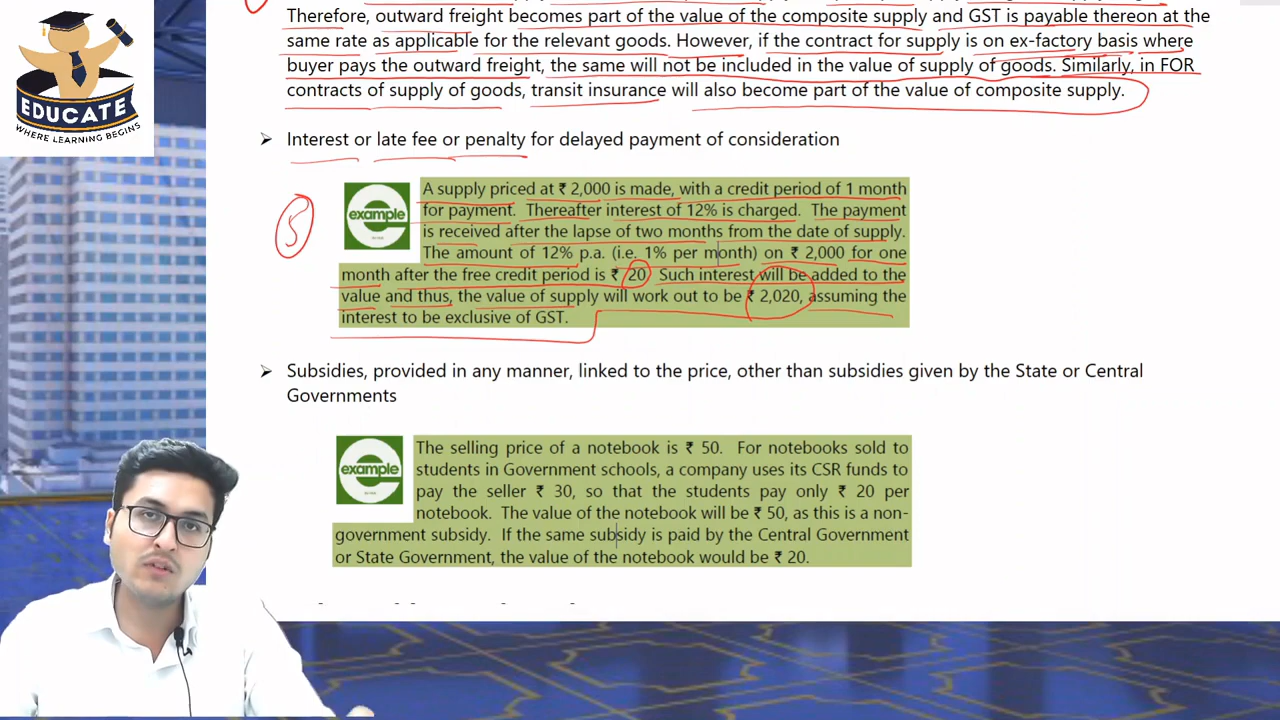 Therefore, outward freight becomes part of the value of the composite supply and GST is payable thereon at the
same rate as applicable for the relevant goods. However, if the contract for supply is on ex-factory basis where
buyer pays the outward freight, the same will not be included in the value of supply of goods. Similarly, in FOR
contracts of supply of goods, transit insurance will also become part of the value of composite supply.
EDUCATE
WHERE LEARNING BEGINS
➢ Interest or late fee or penalty for delayed payment of consideration
5
example
A supply priced at ₹ 2,000 is made, with a credit period of 1 month
for payment. Thereafter interest of 12% is charged. The payment
is received after the lapse of two months from the date of supply.
The amount of 12% p.a. (i.e. 1% per month) on ₹ 2,000 for one
month after the free credit period is ₹ 20. Such interest will be added to the
value and thus, the value of supply will work out to be ₹ 2,020, assuming the
interest to be exclusive of GST.
➢ Subsidies, provided in any manner, linked to the price, other than subsidies given by the State or Central
Governments
example
The selling price of a notebook is ₹ 50. For notebooks sold to
students in Government schools, a company uses its CSR funds to
pay the seller ₹ 30, so that the students pay only ₹ 20 per
notebook. The value of the notebook will be ₹ 50, as this is a non-
government subsidy. If the same subsidy is paid by the Central Government
or State Government, the value of the notebook would be ₹ 20.